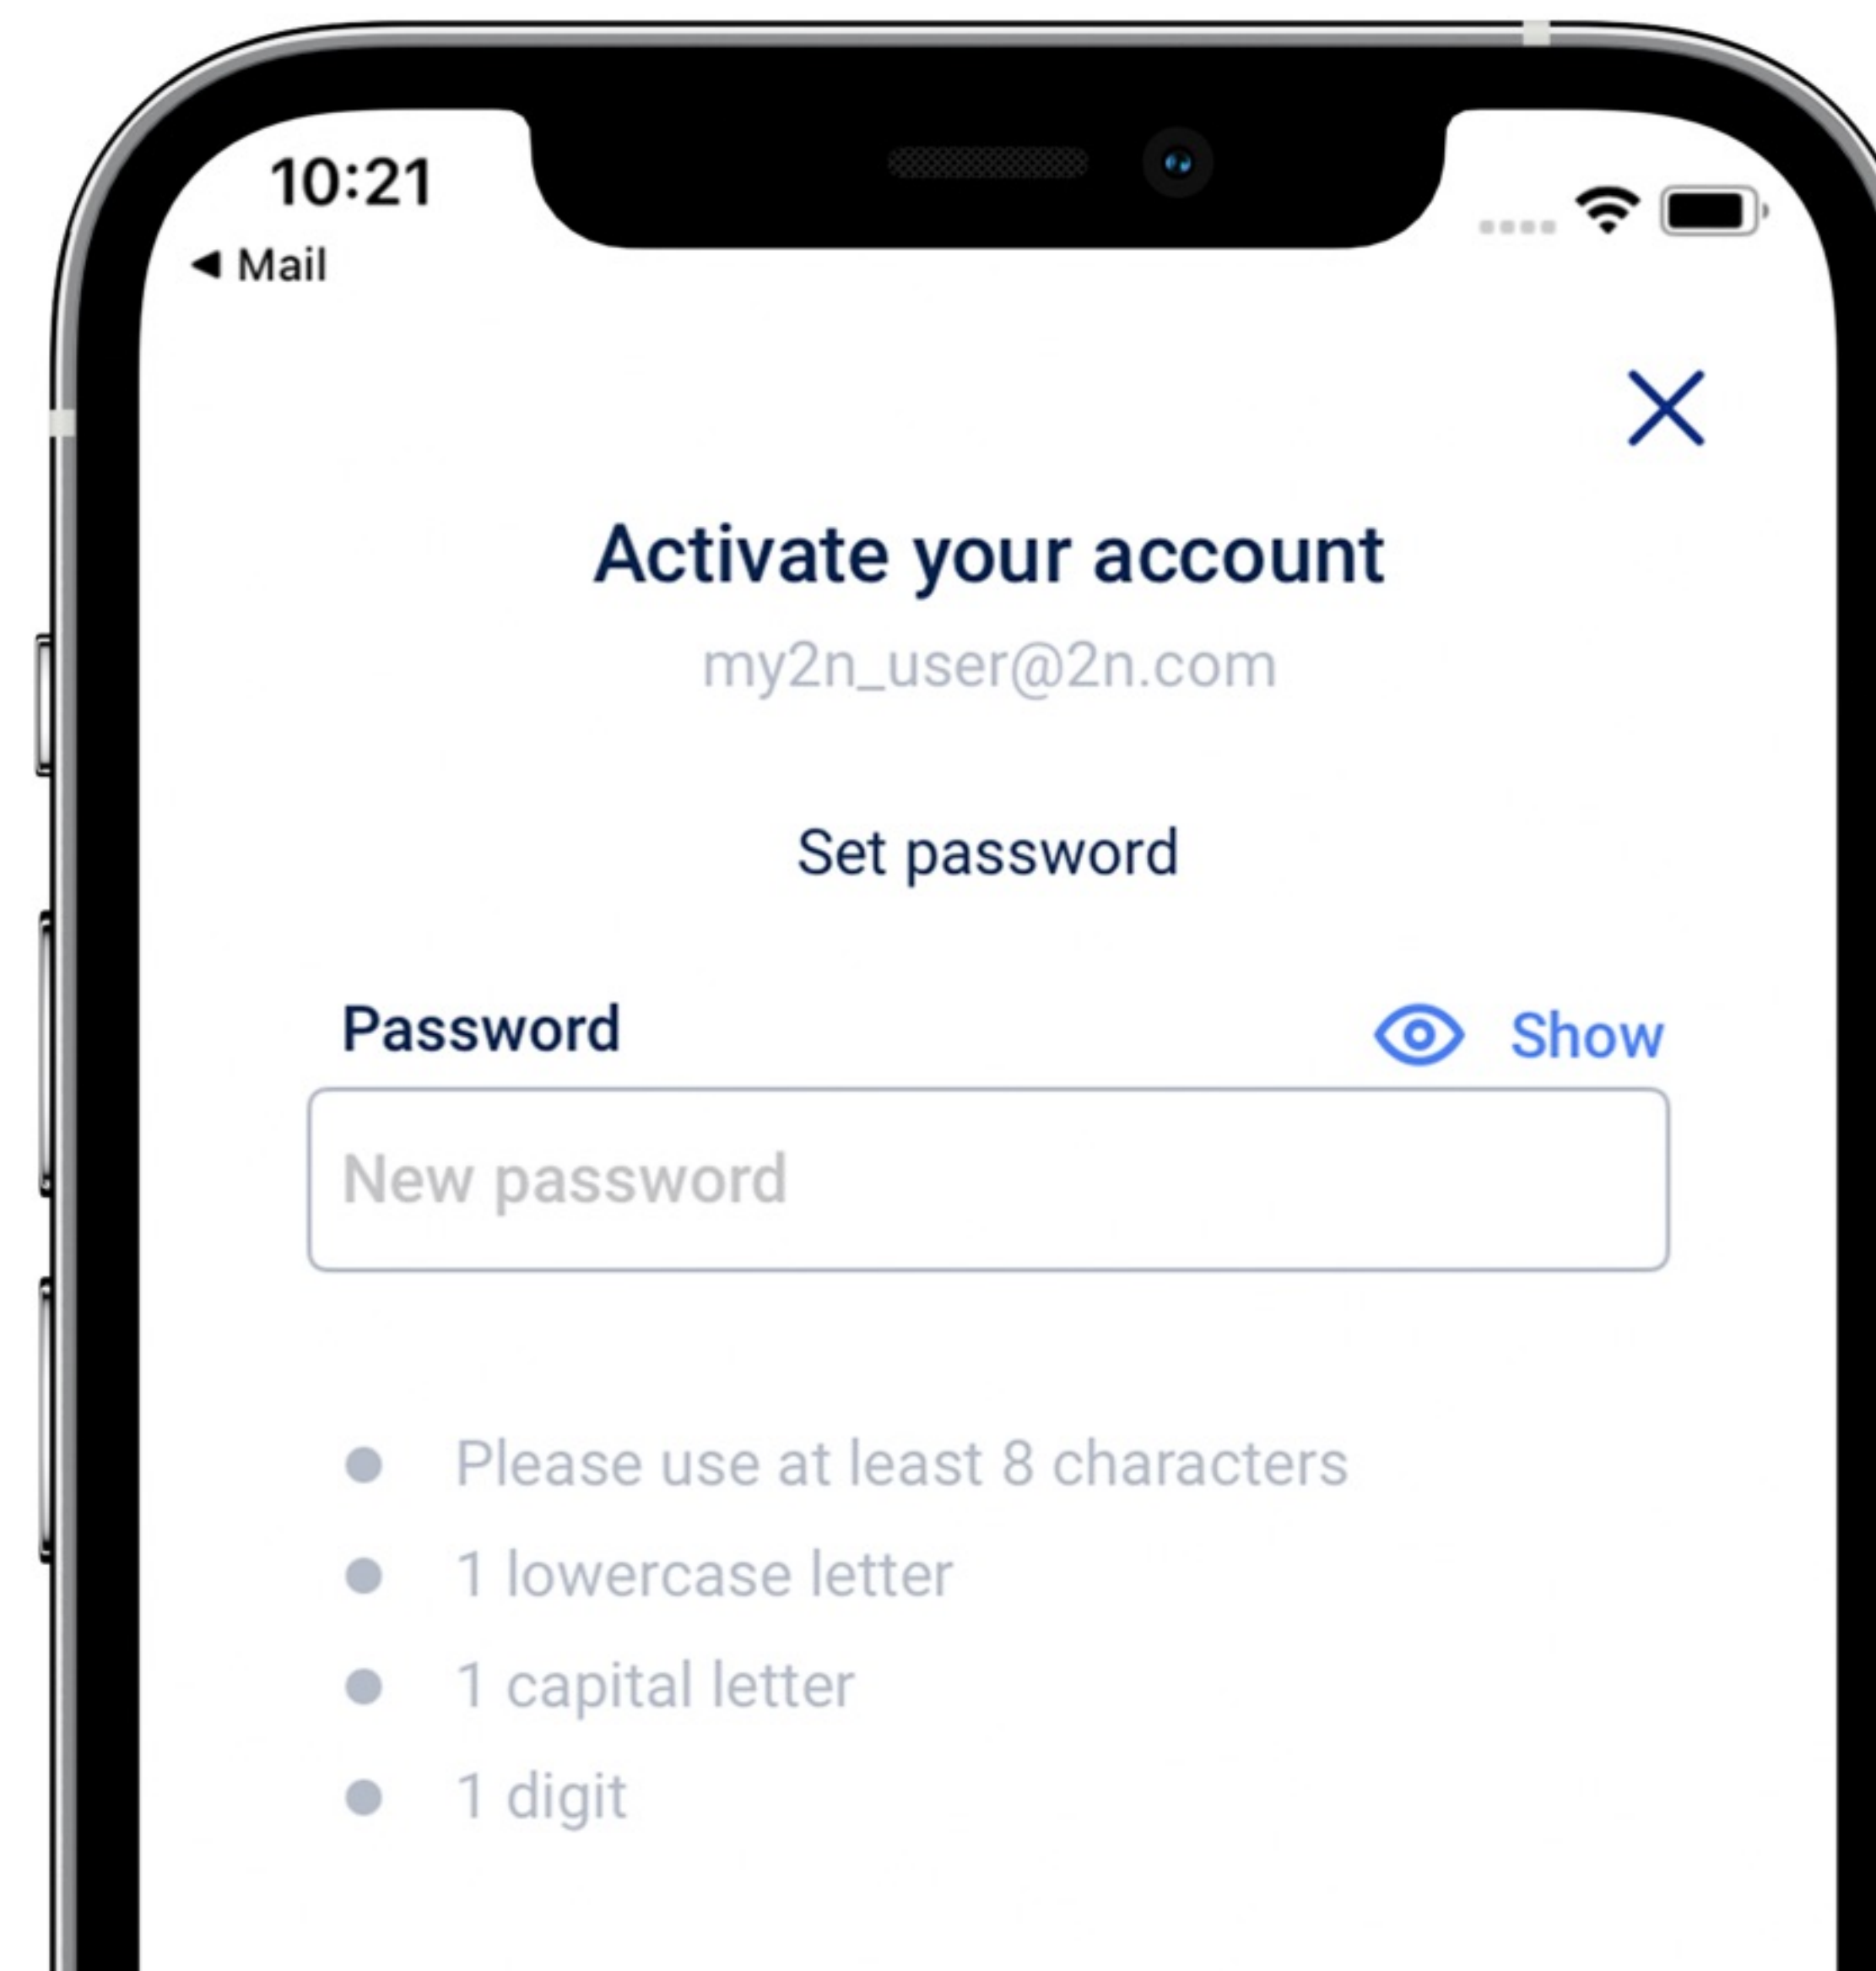 10:21
◀ Mail
Activate your account
my2n_user@2n.com
Set password
Password
Show
New password
Please use at least 8 characters
1 lowercase letter
1 capital letter
1 digit